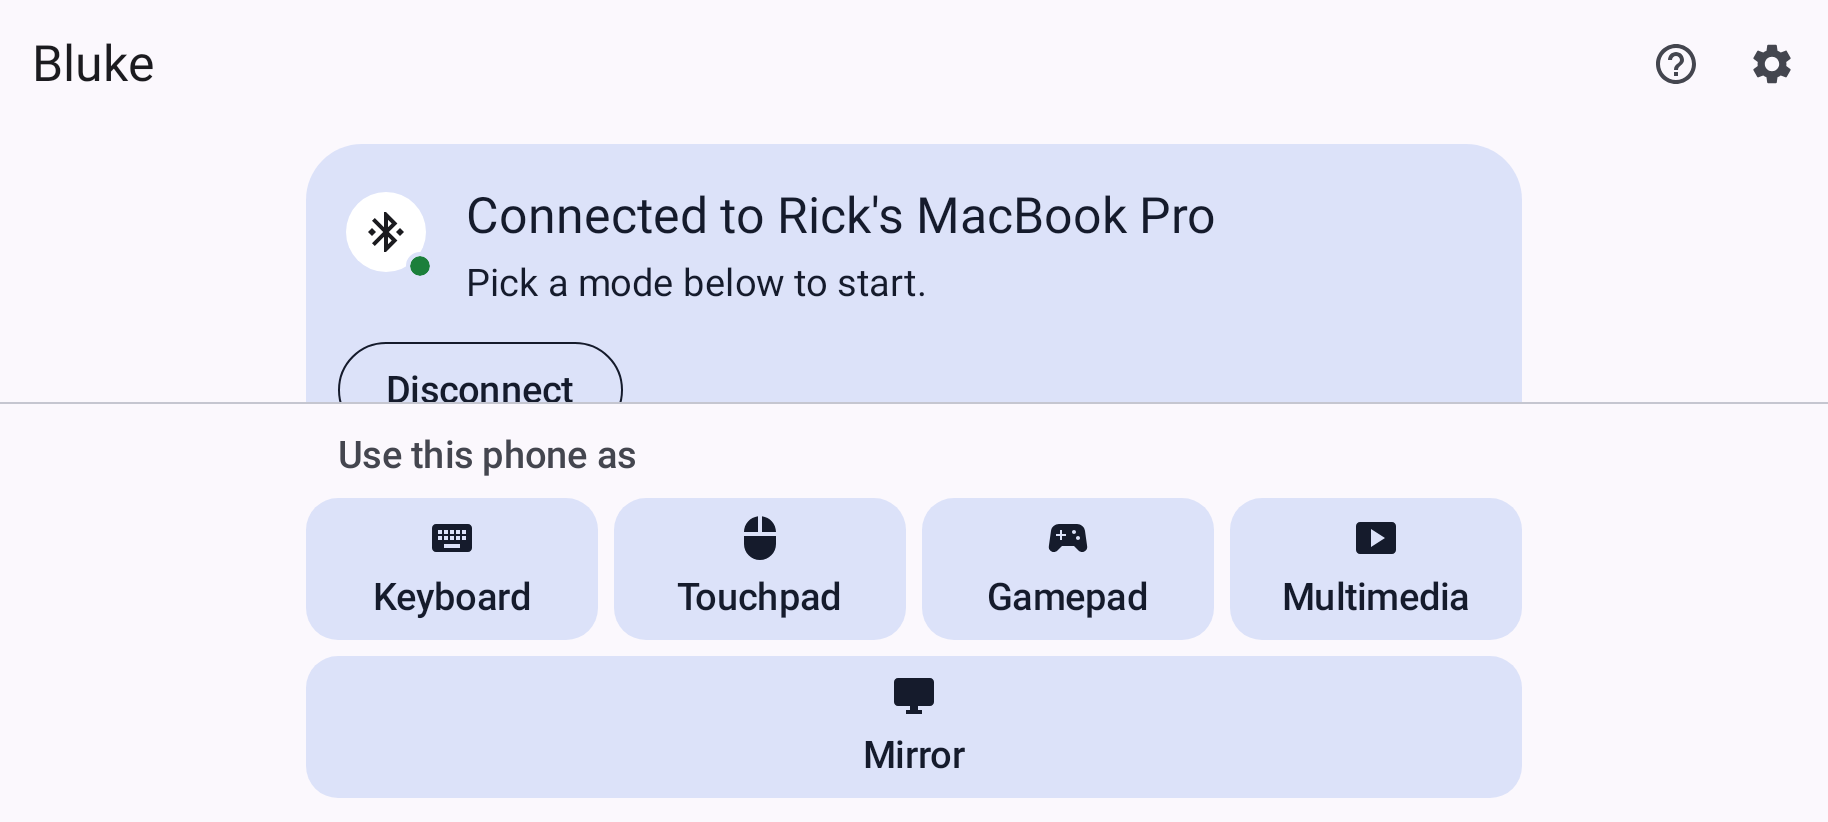 Bluke
Connected to Rick's MacBook Pro
Pick a mode below to start.
Disconnect
Use this phone as
Keyboard
Touchpad
Gamepad
Multimedia
Mirror